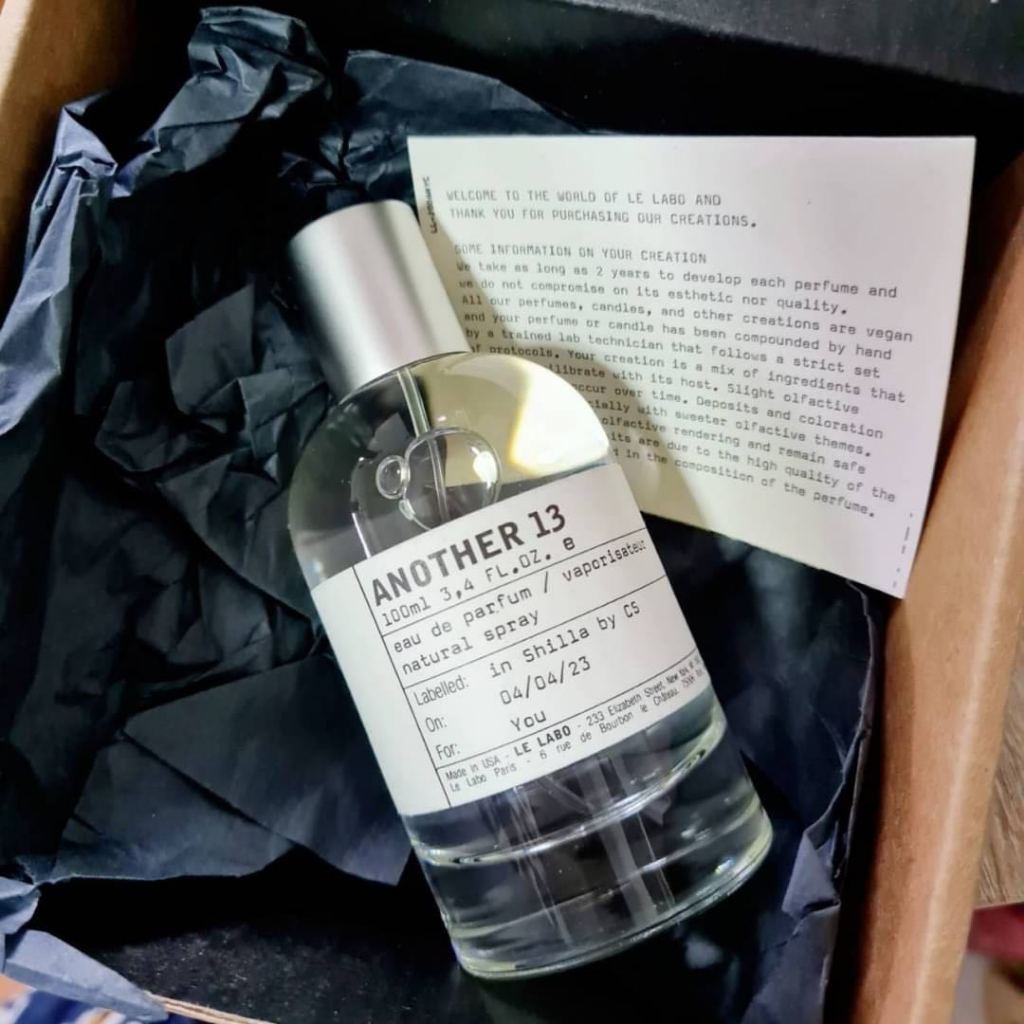 WELCOME TO THE WORLD OF LE LABO AND
THANK YOU FOR PURCHASING OUR CREATIONS.
SOME INFORMATION ON YOUR CREATION
We take as long as 2 years to develop each perfume and
we do not compromise on its esthetic nor quality.
All our perfumes, candles, and other creations are vegan
and your perfume or candle has been compounded by hand
by a trained lab technician that follows a strict set
of protocols. Your creation is a mix of ingredients that
with its host. Slight olfactive
occur over time. Deposits and coloration
with sweeter olfactive themes.
olfactive rendering and remain safe
are due to the high quality of the
in the composition of the perfume.
ANOTHER 13
100ml 3,4 FL.OZ. e
eau de parfum / vaporisateur
natural spray
Labelled: in Shilla by CS
On: 04/04/23
For: You
Made in USA - LE LABO - 233 Elizabeth Street, New York
Le Labo Paris - 6 rue de Bourbon le Château,